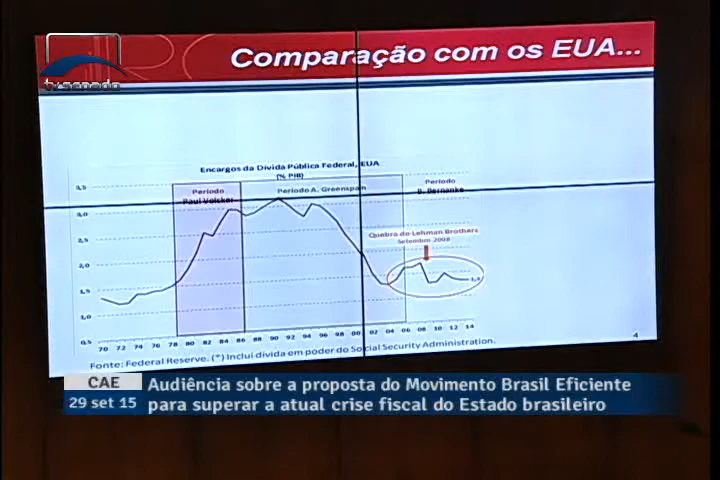 Comparação com os EUA...
tv senado
Encargos da Dívida Pública Federal, EUA
(% PIB)
Período
Paul Volcker
Período A. Greenspan
Período
B. Bernanke
3,5
3,0
2,5
2,0
1,5
1,0
0,5
Quebra do Lehman Brothers
Setembro 2008
70 72 74 76 78 80 82 84 86 88 90 92 94 96 98 00 02 04 06 08 10 12 14
Fonte: Federal Reserve. (*) Inclui dívida em poder do Social Security Administration.
4
CAE
29 set 15
Audiência sobre a proposta do Movimento Brasil Eficiente
para superar a atual crise fiscal do Estado brasileiro